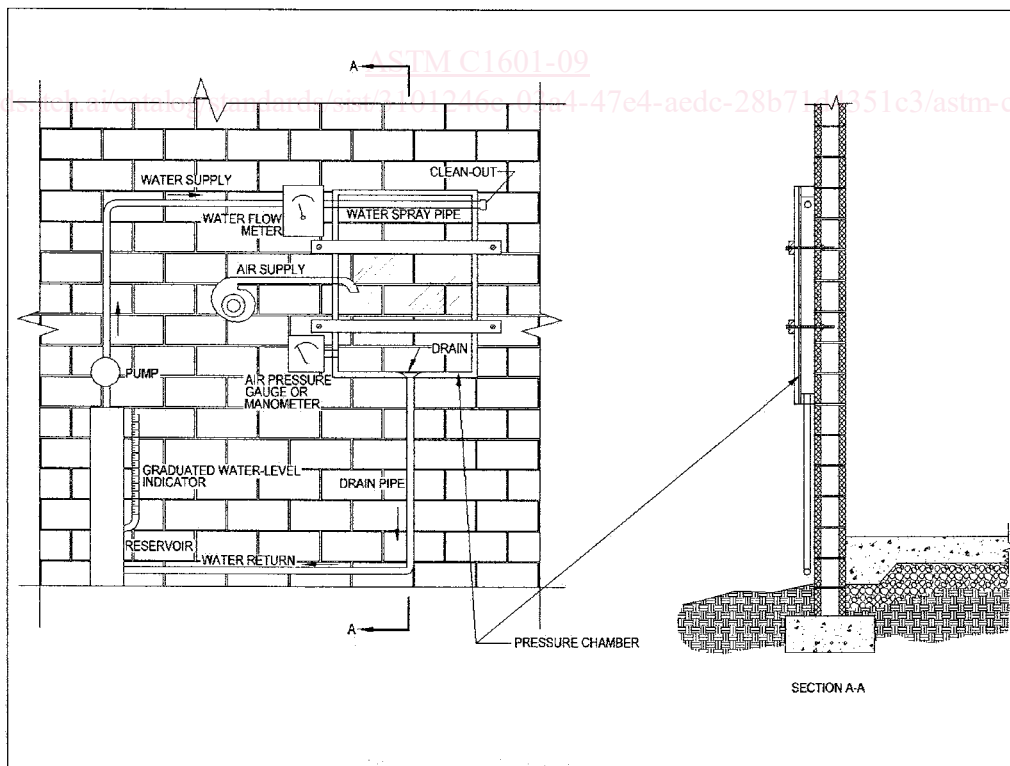 ASTM C1601-09
A
CLEAN-OUT
WATER SUPPLY
WATER SPRAY PIPE
WATER FLOW
METER
AIR SUPPLY
DRAIN
PUMP
AIR PRESSURE
GAUGE OR
MANOMETER
GRADUATED WATER-LEVEL
INDICATOR
DRAIN PIPE
RESERVOIR
WATER RETURN
A
PRESSURE CHAMBER
SECTION A-A